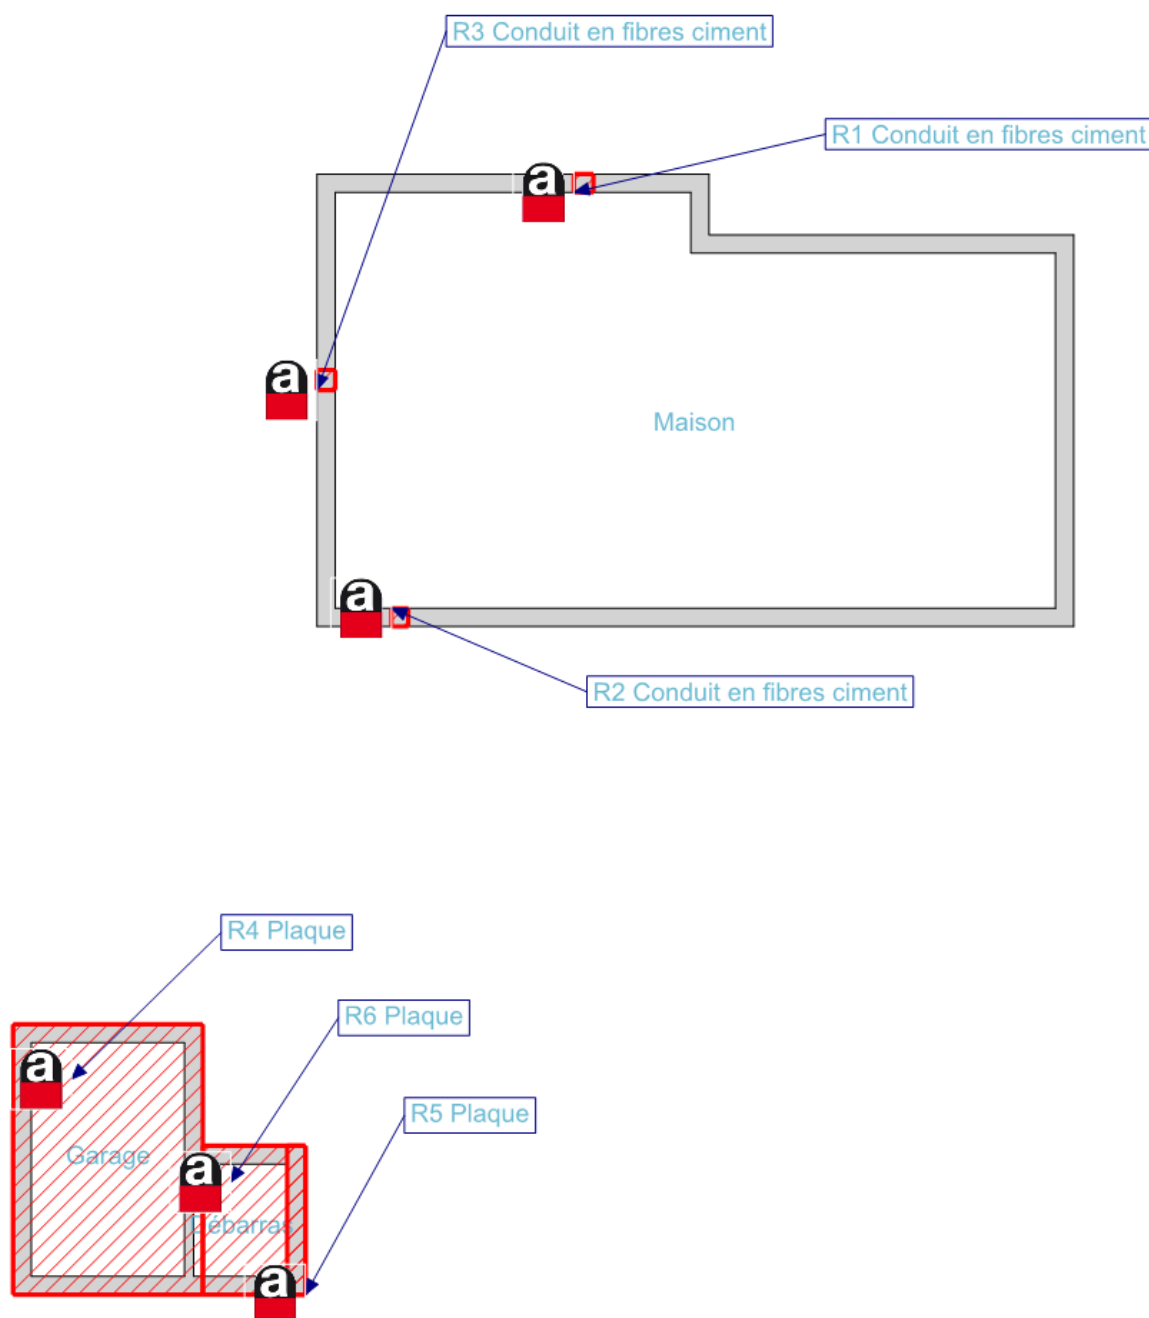 R3 Conduit en fibres ciment
R1 Conduit en fibres ciment
a
a
Maison
a
R2 Conduit en fibres ciment
R4 Plaque
R6 Plaque
a
R5 Plaque
Garage
a
Débarras
a